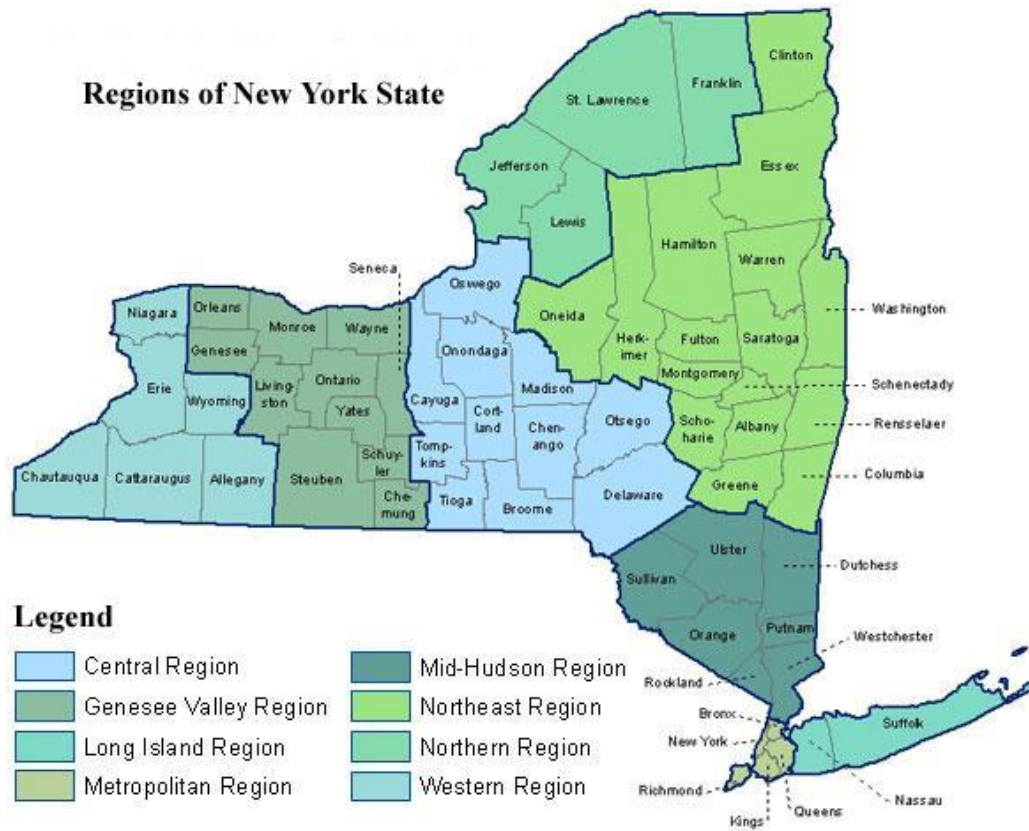 Regions of New York State
Clinton
Franklin
St. Lawrence
Jefferson
Essex
Lewis
Hamilton
Warren
Seneca
Oswego
Niagara
Orleans
Monroe
Wayne
Oneida
Herk-
imer
Fulton
Saratoga
Washington
Genesee
Onondaga
Montgomery
Schenectady
Erie
Wyoming
Living-
ston
Ontario
Yates
Cayuga
Cort-
land
Madison
Chen-
ango
Otsego
Scho-
harie
Albany
Rensselaer
Chautauqua
Cattaraugus
Allegany
Steuben
Schuy-
ler
Che-
mung
Tomp-
kins
Tioga
Broome
Delaware
Greene
Columbia
Ulster
Dutchess
Sullivan
Orange
Putnam
Westchester
Rockland
Bronx
New York
Suffolk
Richmond
Kings
Queens
Nassau
Legend
Central Region
Genesee Valley Region
Long Island Region
Metropolitan Region
Mid-Hudson Region
Northeast Region
Northern Region
Western Region